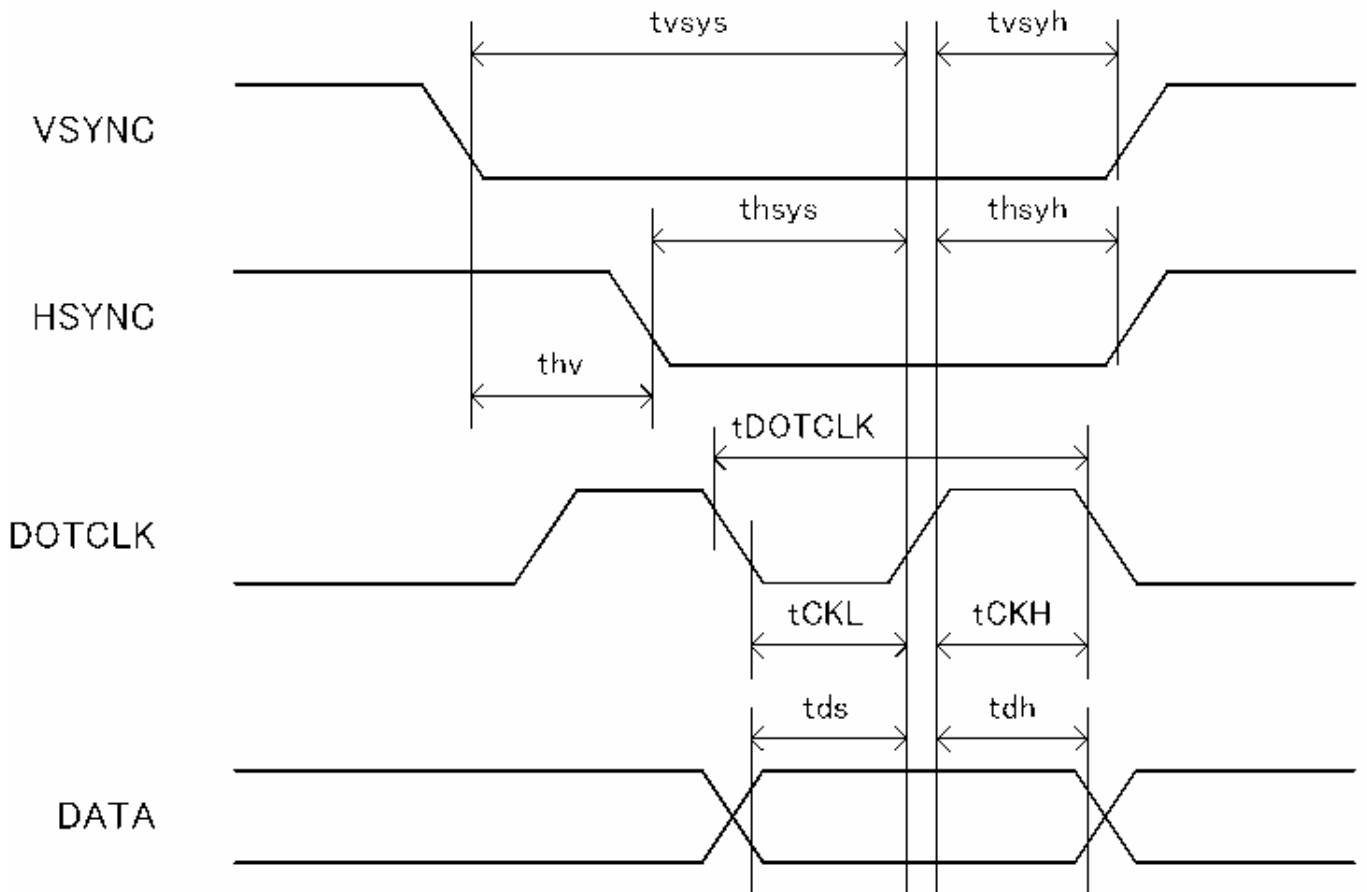 tvsys
tvsyh
VSYNC
thsys
thsyh
HSYNC
thv
tDOTCLK
DOTCLK
tCKL
tCKH
tds
tdh
DATA